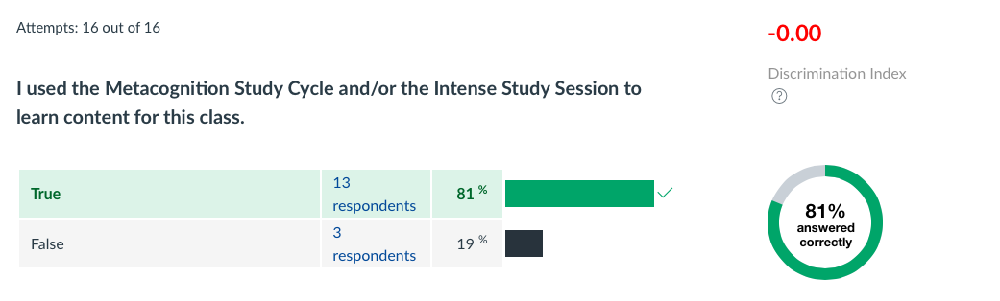 Attempts: 16 out of 16
-0.00
Discrimination Index
?
I used the Metacognition Study Cycle and/or the Intense Study Session to
learn content for this class.
True
13
respondents
81 %
False
3
respondents
19 %
81%
answered
correctly